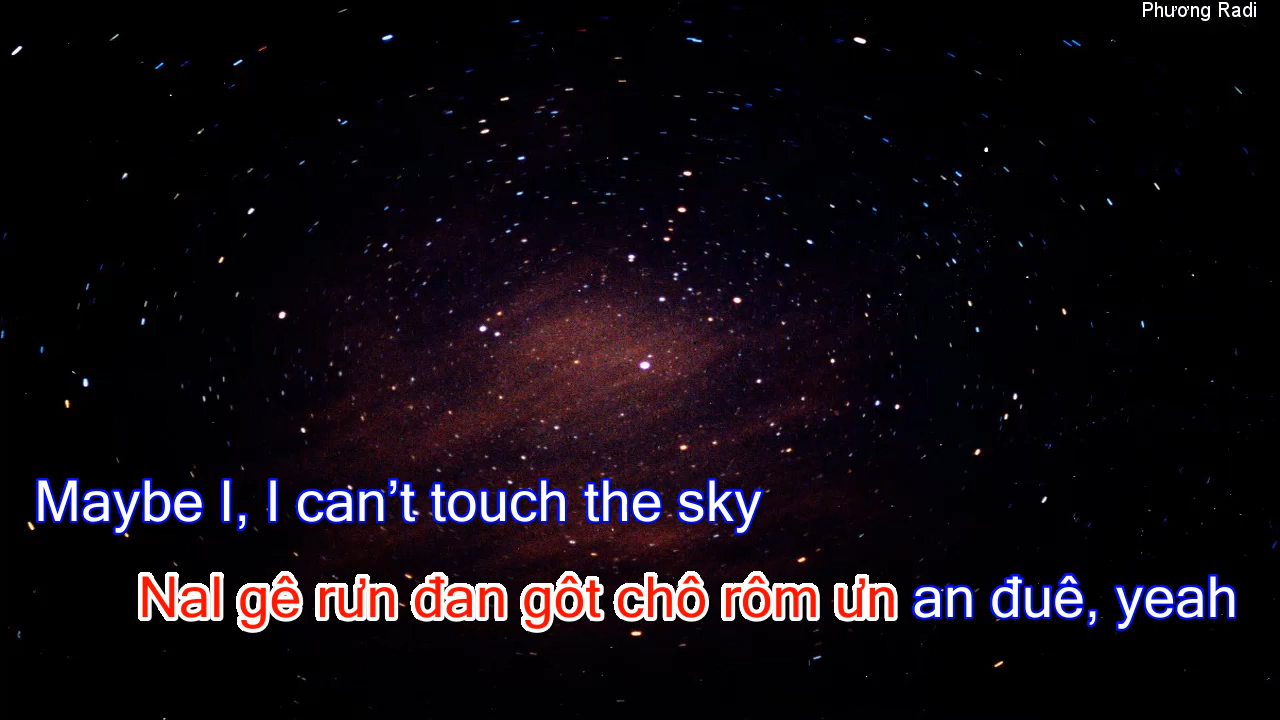 Phương Radi
Maybe I, I can’t touch the sky
Nal gê rưn đan gôt chô rôm ưn an đuê, yeah